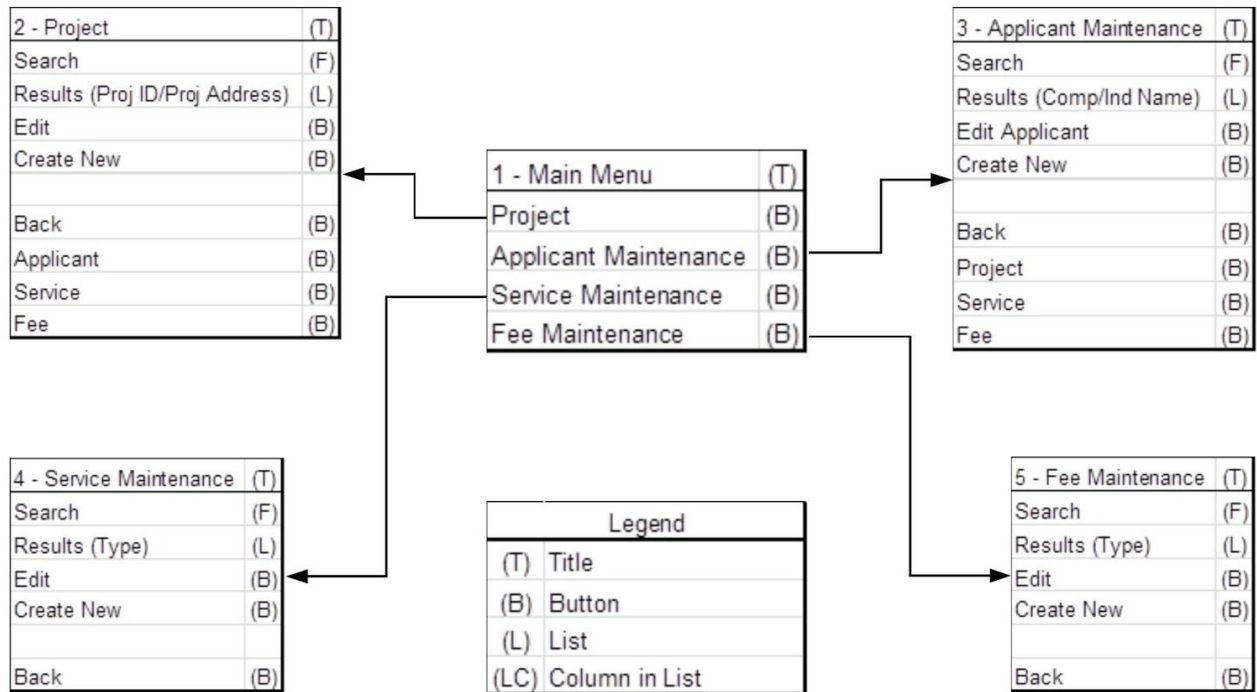 2 - Project (T)
Search (F)
Results (Proj ID/Proj Address) (L)
Edit (B)
Create New (B)
Back (B)
Applicant (B)
Service (B)
Fee (B)
1 - Main Menu (T)
Project (B)
Applicant Maintenance (B)
Service Maintenance (B)
Fee Maintenance (B)
3 - Applicant Maintenance (T)
Search (F)
Results (Comp/Ind Name) (L)
Edit Applicant (B)
Create New (B)
Back (B)
Project (B)
Service (B)
Fee (B)
4 - Service Maintenance (T)
Search (F)
Results (Type) (L)
Edit (B)
Create New (B)
Back (B)
Legend
(T) Title
(B) Button
(L) List
(LC) Column in List
5 - Fee Maintenance (T)
Search (F)
Results (Type) (L)
Edit (B)
Create New (B)
Back (B)